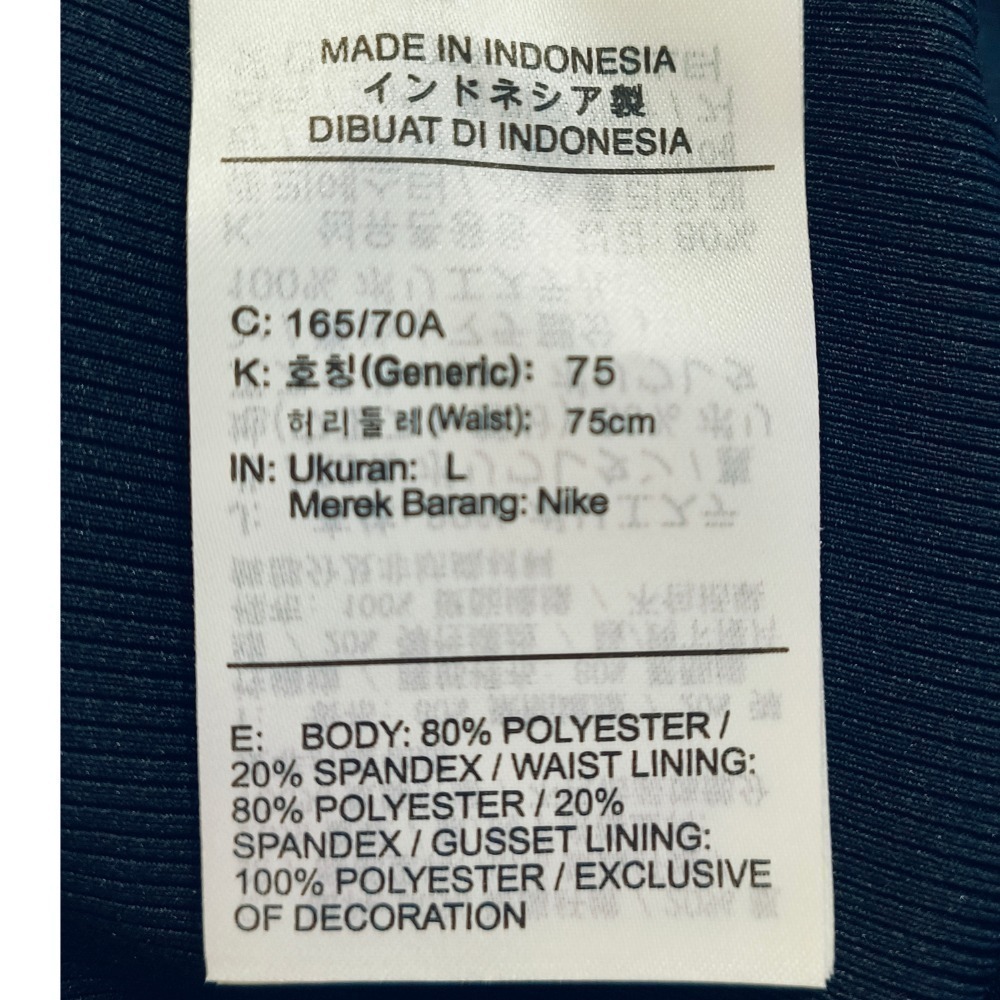 MADE IN INDONESIA
インドネシア製
DIBUAT DI INDONESIA
C: 165/70A
K: 호칭(Generic): 75
허리둘레(Waist): 75cm
IN: Ukuran: L
Merek Barang: Nike
E: BODY: 80% POLYESTER /
20% SPANDEX / WAIST LINING:
80% POLYESTER / 20%
SPANDEX / GUSSET LINING:
100% POLYESTER / EXCLUSIVE
OF DECORATION